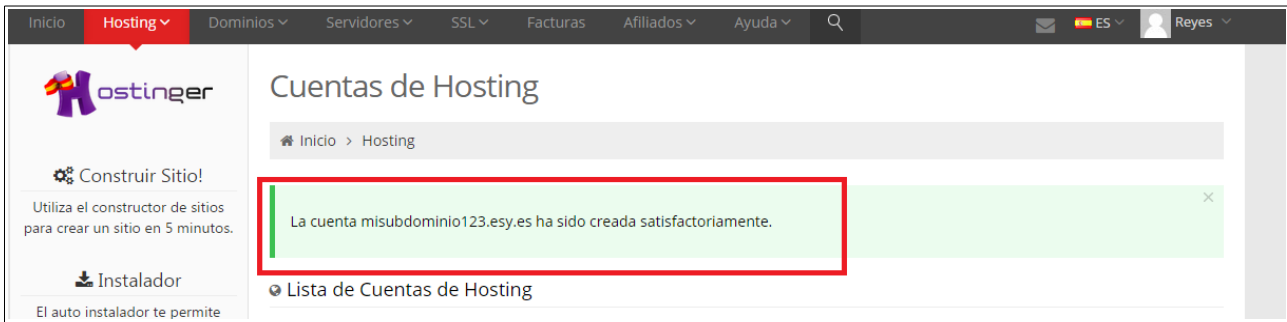 Inicio Hosting Dominios Servidores SSL Facturas Afiliados Ayuda ES Reyes
Hostinger
Construir Sitio!
Utiliza el constructor de sitios
para crear un sitio en 5 minutos.
Instalador
El auto instalador te permite
Cuentas de Hosting
Inicio > Hosting
La cuenta misubdominio123.esy.es ha sido creada satisfactoriamente.
×
Lista de Cuentas de Hosting